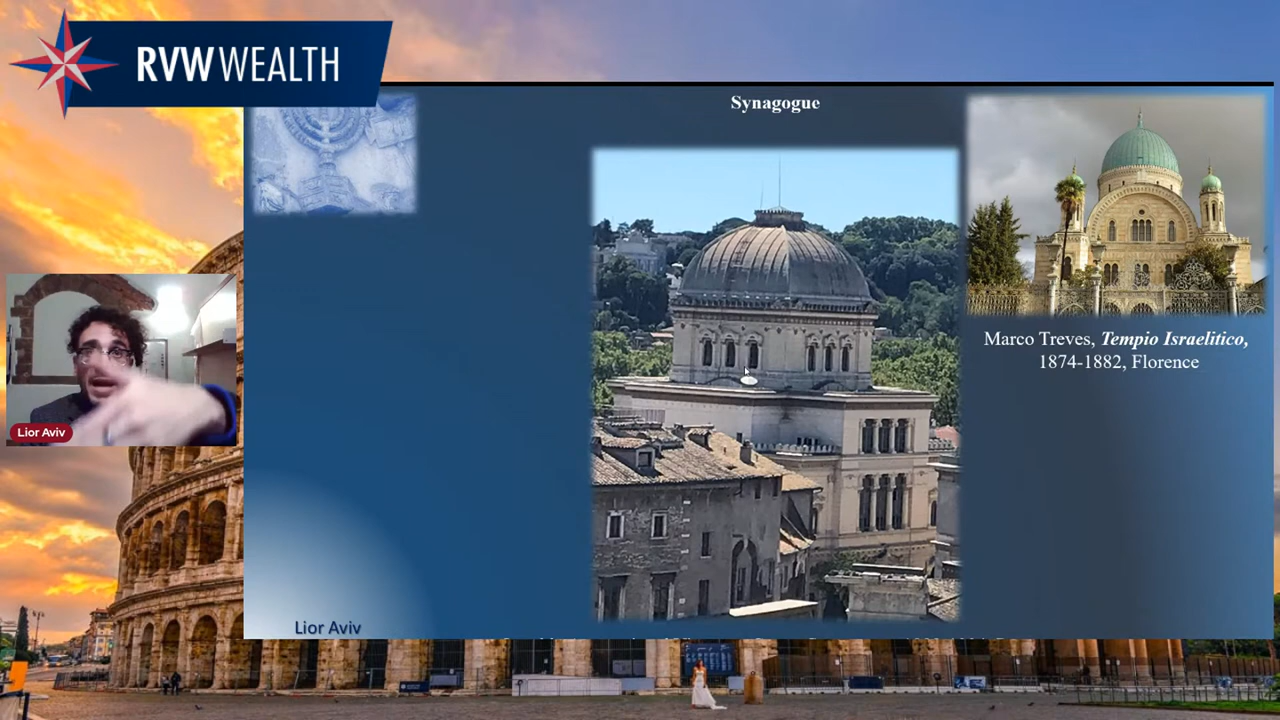 RVW WEALTH
Synagogue
Marco Treves, Tempio Israelitico,
1874-1882, Florence
Lior Aviv
Lior Aviv